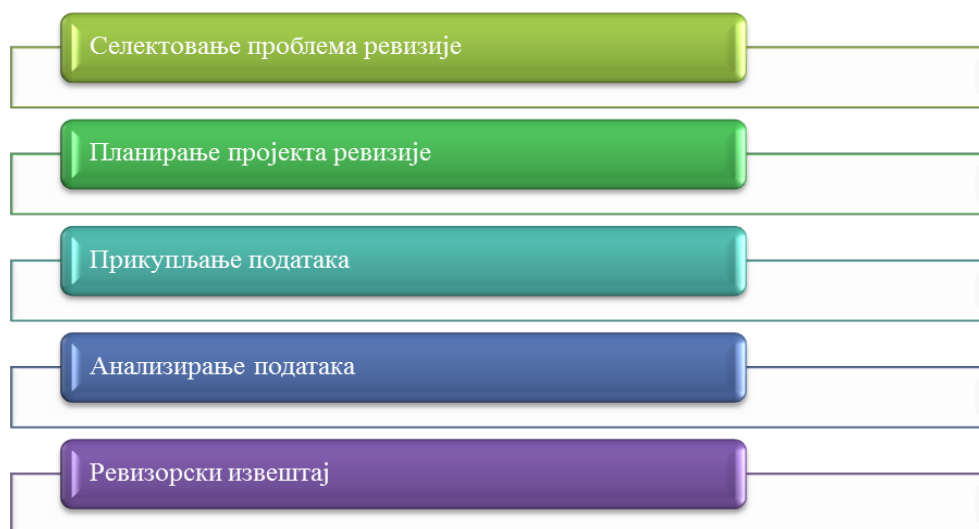 Селектовање проблема ревизије
Планирање пројекта ревизије
Прикупљање података
Анализирање података
Ревизорски извештај